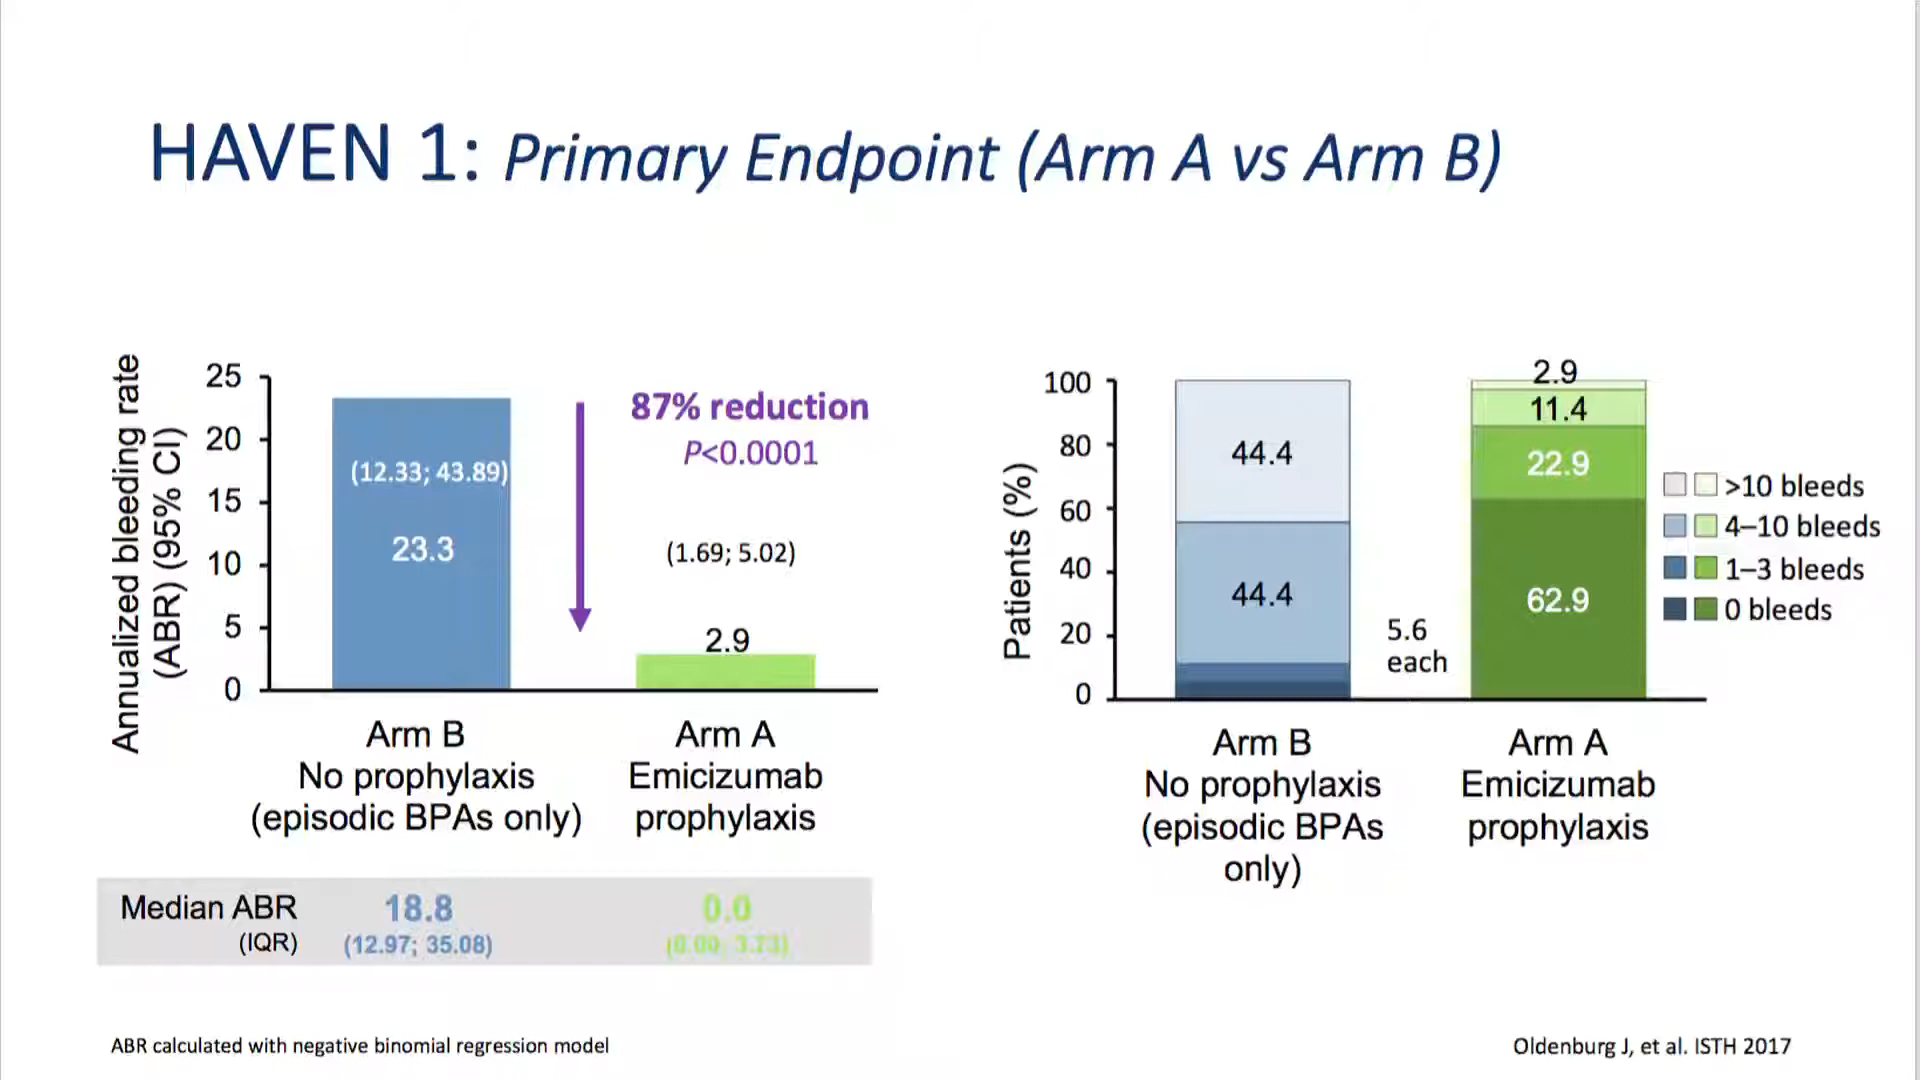 HAVEN 1: Primary Endpoint (Arm A vs Arm B)
Annualized bleeding rate
(ABR) (95% CI)
25
20
15
10
5
0
(12.33; 43.89)
23.3
87% reduction
P<0.0001
(1.69; 5.02)
2.9
Arm B
No prophylaxis
(episodic BPAs only)
Arm A
Emicizumab
prophylaxis
Median ABR
(IQR)
18.8
(12.97; 35.08)
0.0
(0.00; 3.73)
Patients (%)
100
80
60
40
20
0
44.4
44.4
5.6
each
2.9
11.4
22.9
62.9
>10 bleeds
4–10 bleeds
1–3 bleeds
0 bleeds
Arm B
No prophylaxis
(episodic BPAs
only)
Arm A
Emicizumab
prophylaxis
ABR calculated with negative binomial regression model
Oldenburg J, et al. ISTH 2017